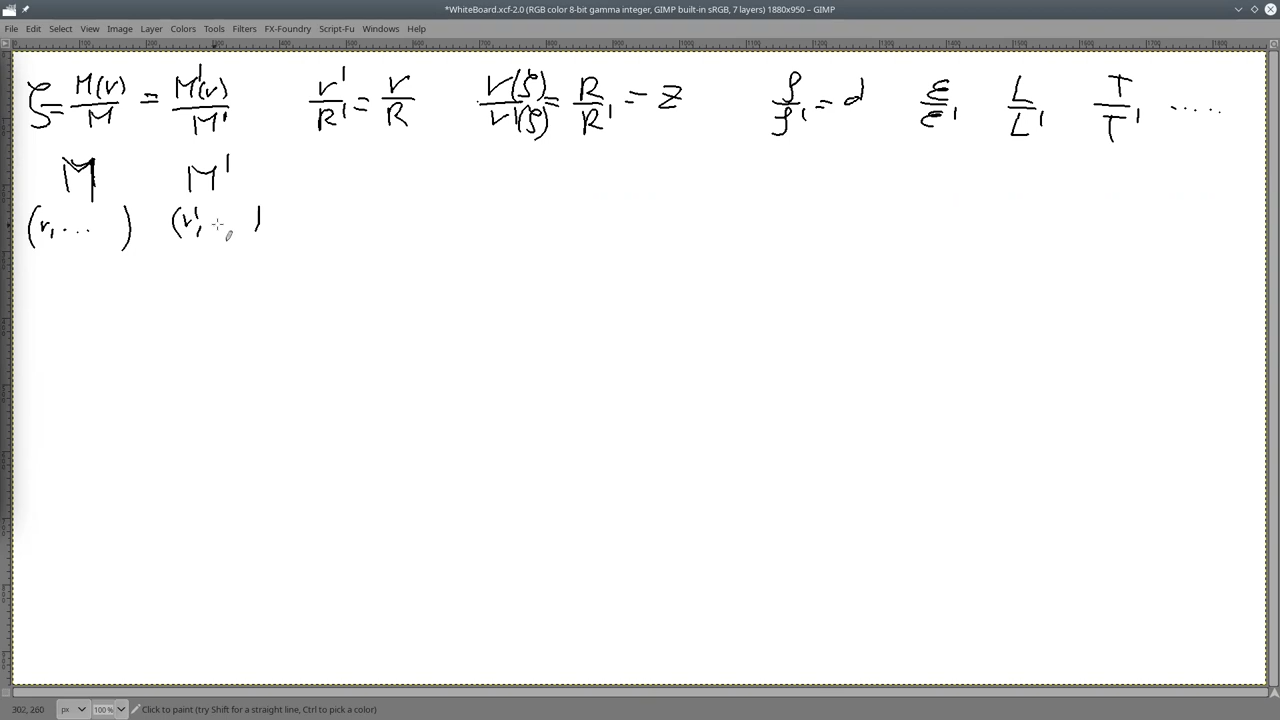 *WhiteBoard.xcf-2.0 (RGB color 8-bit gamma integer, GIMP built-in sRGB, 7 layers) 1880x950 – GIMP
File Edit Select View Image Layer Colors Tools Filters FX-Foundry Script-Fu Windows Help
ζ = M(r)/M = M'(r)/M' r'/R' = r/R r(ζ)/r'(ζ) = R/R' = z ρ/ρ' = d ε/ε' L/L' T/T' .....
M M'
(r, ... ) (r', . )
302, 260 px 100 % Click to paint (try Shift for a straight line, Ctrl to pick a color)